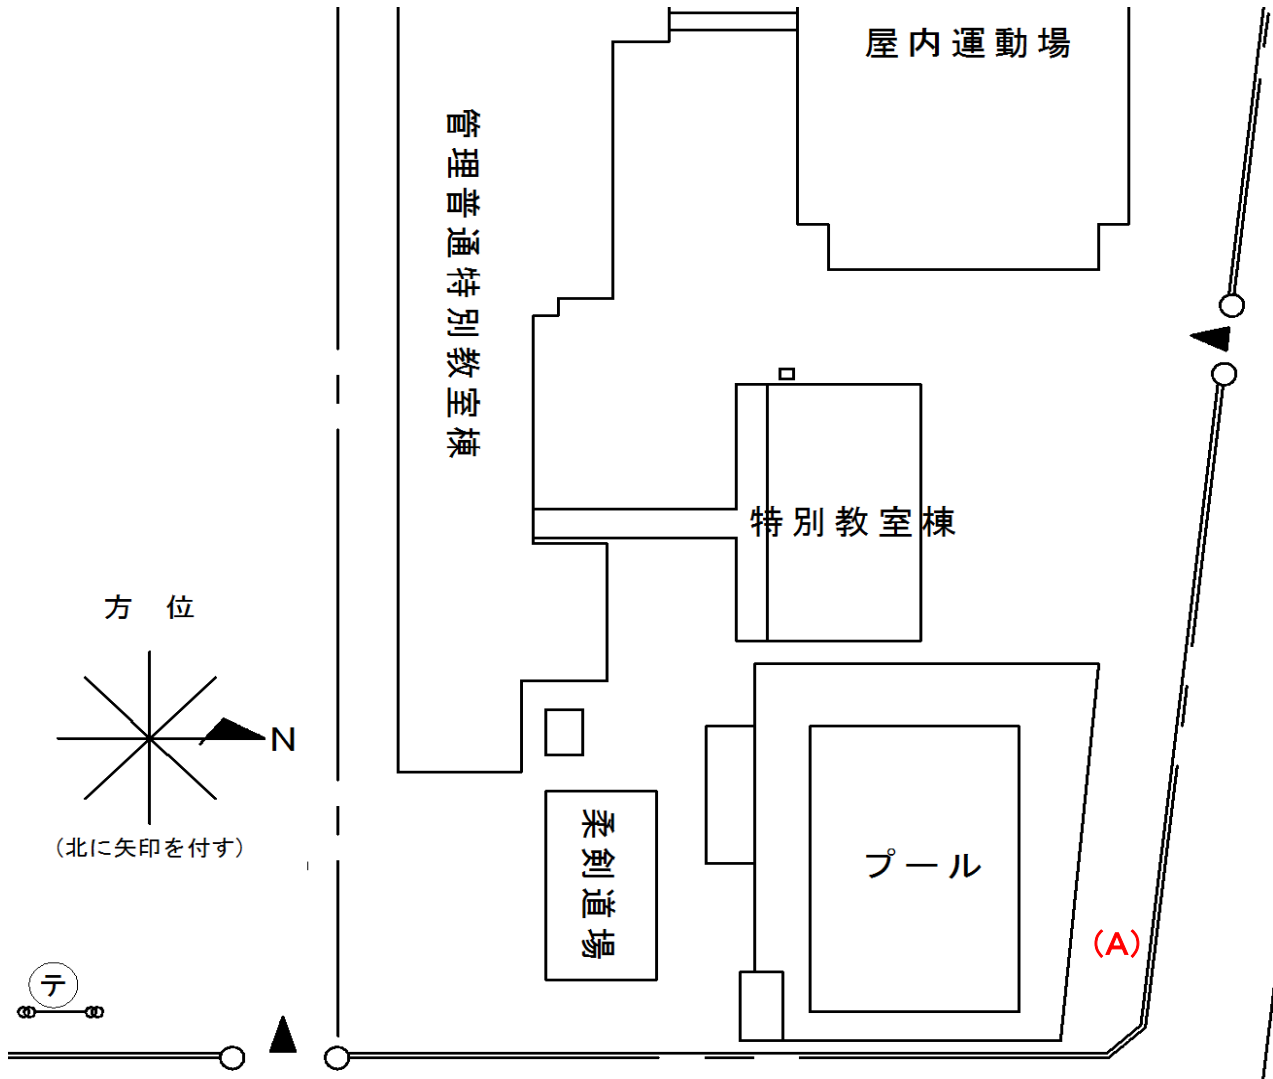 屋内運動場
管理普通特別教室棟
特別教室棟
方　位
N
(北に矢印を付す)
柔剣道場
プール
(A)
テ